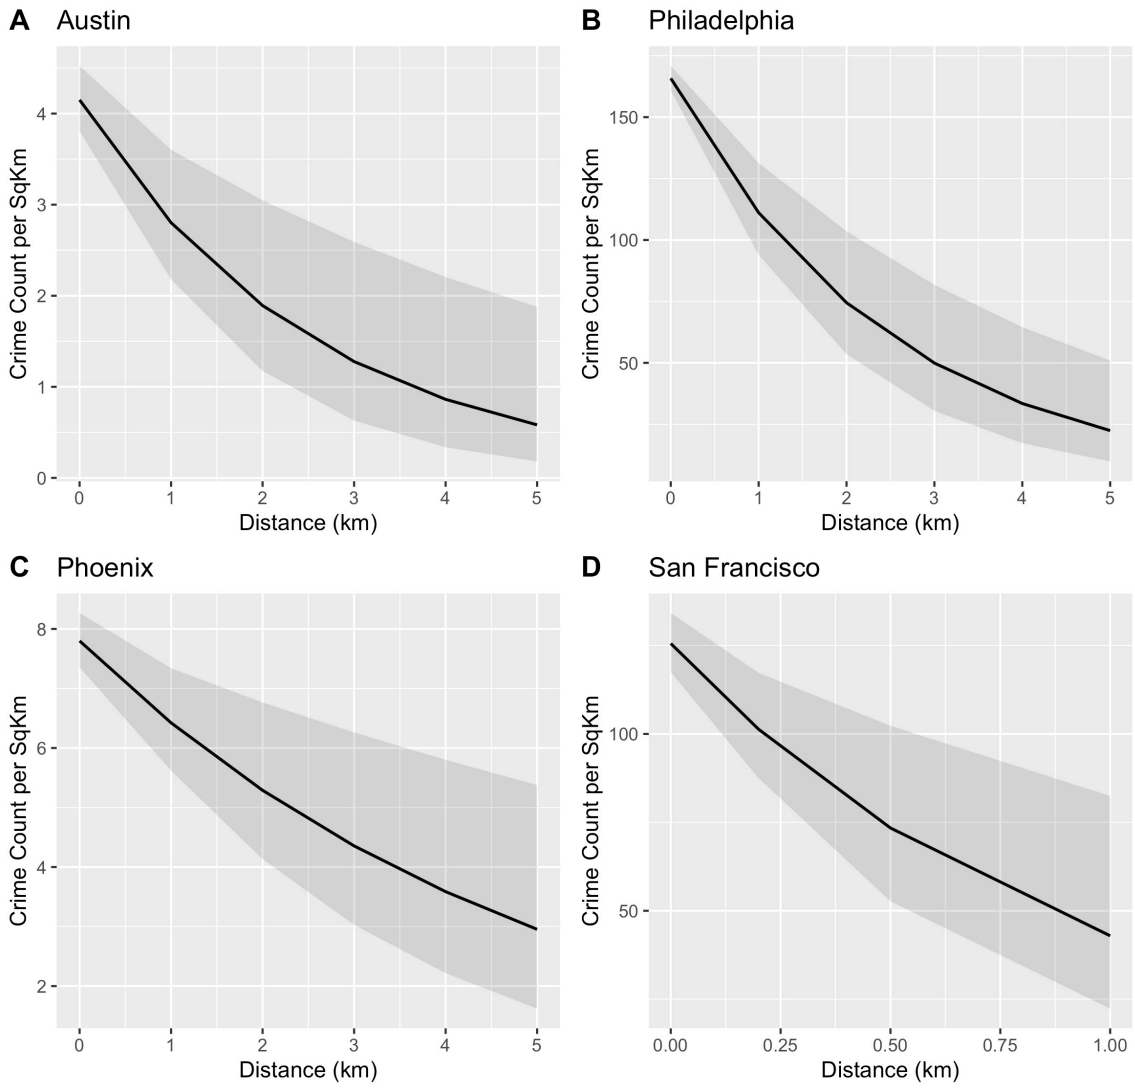 A Austin
Crime Count per SqKm
4
3
2
1
0
0 1 2 3 4 5
Distance (km)
B Philadelphia
Crime Count per SqKm
150
100
50
0 1 2 3 4 5
Distance (km)
C Phoenix
Crime Count per SqKm
8
6
4
2
0 1 2 3 4 5
Distance (km)
D San Francisco
Crime Count per SqKm
100
50
0.00 0.25 0.50 0.75 1.00
Distance (km)